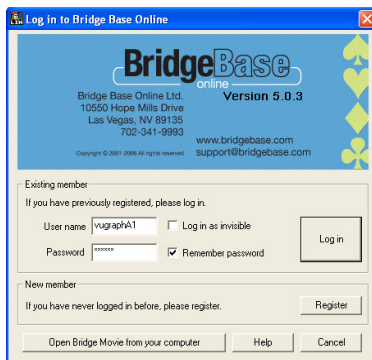 Log in to Bridge Base Online
BridgeBase
online
Version 5.0.3
Bridge Base Online Ltd.
10550 Hope Mills Drive
Las Vegas, NV 89135
702-341-9993
www.bridgebase.com
Copyright © 2001-2006 All rights reserved
support@bridgebase.com
Existing member
If you have previously registered, please log in.
User name vugraphA1 Log in as invisible
Password ****** Remember password
Log in
New member
If you have never logged in before, please register.
Register
Open Bridge Movie from your computer
Help
Cancel